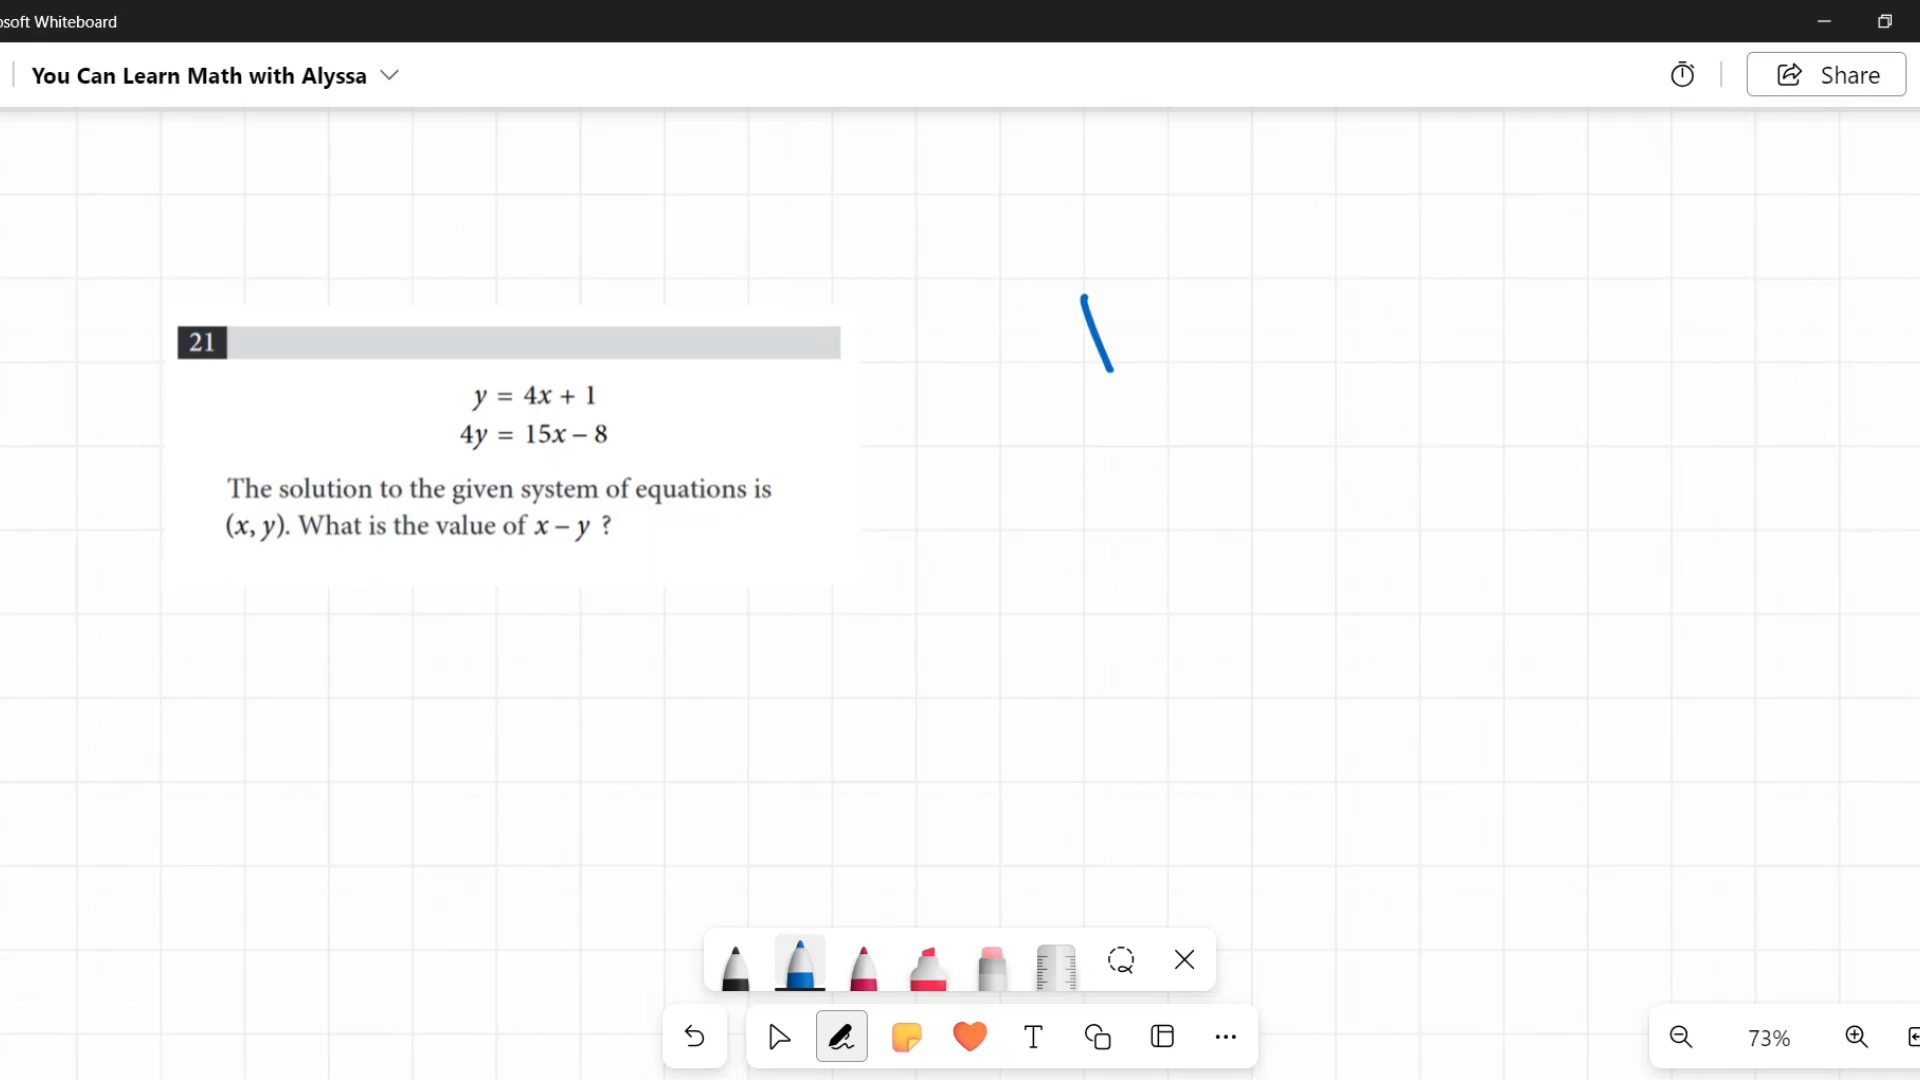 osoft Whiteboard
You Can Learn Math with Alyssa
Share
21
y = 4x + 1
4y = 15x – 8
The solution to the given system of equations is
(x, y). What is the value of x – y ?
T
73%